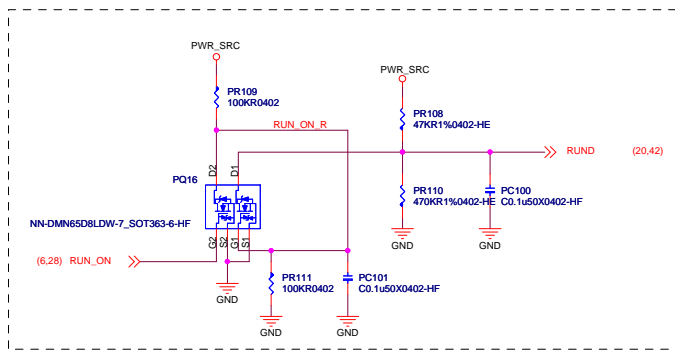 PWR_SRC
PWR_SRC
PR109
100KR0402
PR108
47KR1%0402-HE
RUN_ON_R
RUND
(20,42)
D2
D1
PQ16
PR110
470KR1%0402-HE
PC100
C0.1u50X0402-HF
NN-DMN65D8LDW-7_SOT363-6-HF
G2
S2
G1
S1
GND
GND
(6,28)
RUN_ON
PR111
100KR0402
PC101
C0.1u50X0402-HF
GND
GND
GND